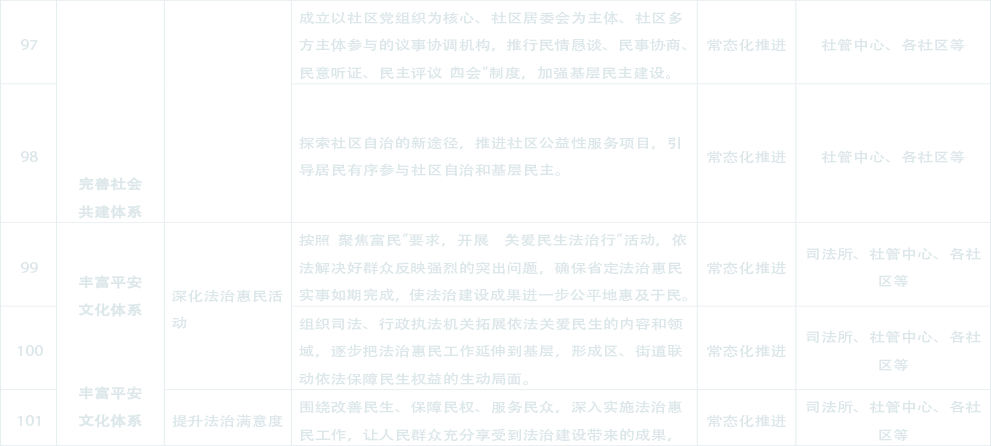 97
成立以社区党组织为核心、社区居委会为主体、社区多
方主体参与的议事协调机构，推行民情恳谈、民事协商、
民意听证、民主评议 四会”制度，加强基层民主建设。
常态化推进
社管中心、各社区等
98
完善社会
共建体系
探索社区自治的新途径，推进社区公益性服务项目，引
导居民有序参与社区自治和基层民主。
常态化推进
社管中心、各社区等
99
丰富平安
文化体系
深化法治惠民活
动
按照 聚焦富民”要求，开展 关爱民生法治行”活动，依
法解决好群众反映强烈的突出问题，确保省定法治惠民
实事如期完成，使法治建设成果进一步公平地惠及于民。
常态化推进
司法所、社管中心、各社
区等
100
组织司法、行政执法机关拓展依法关爱民生的内容和领
域，逐步把法治惠民工作延伸到基层，形成区、街道联
动依法保障民生权益的生动局面。
常态化推进
司法所、社管中心、各社
区等
101
丰富平安
文化体系
提升法治满意度
围绕改善民生、保障民权、服务民众，深入实施法治惠
民工作，让人民群众充分享受到法治建设带来的成果，
常态化推进
司法所、社管中心、各社
区等